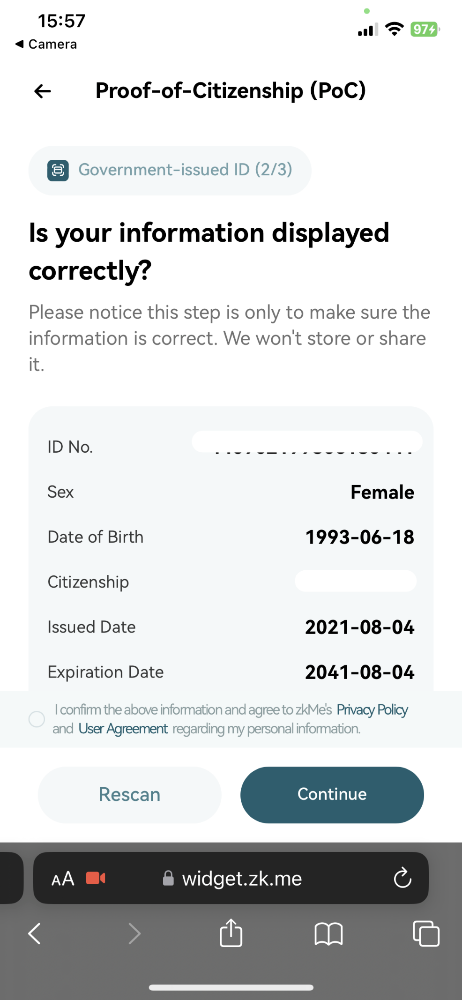 15:57
97
◀ Camera
← Proof-of-Citizenship (PoC)
Government-issued ID (2/3)
Is your information displayed
correctly?
Please notice this step is only to make sure the
information is correct. We won't store or share
it.
ID No.
Sex Female
Date of Birth 1993-06-18
Citizenship
Issued Date 2021-08-04
Expiration Date 2041-08-04
I confirm the above information and agree to zkMe's Privacy Policy
and User Agreement regarding my personal information.
Rescan Continue
AA widget.zk.me